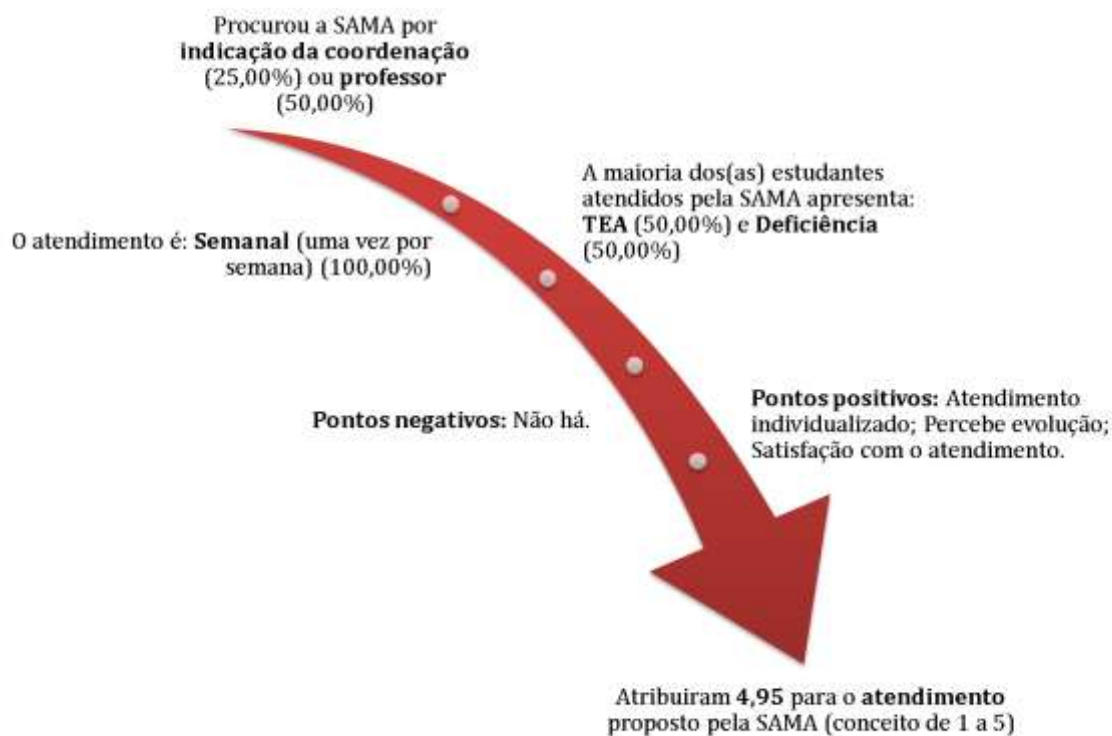 Procurou a SAMA por
indicação da coordenação
(25,00%) ou professor
(50,00%)
O atendimento é: Semanal (uma vez por
semana) (100,00%)
A maioria dos(as) estudantes
atendidos pela SAMA apresenta:
TEA (50,00%) e Deficiência
(50,00%)
Pontos negativos: Não há.
Pontos positivos: Atendimento
individualizado; Percebe evolução;
Satisfação com o atendimento.
Atribuiram 4,95 para o atendimento
proposto pela SAMA (conceito de 1 a 5)